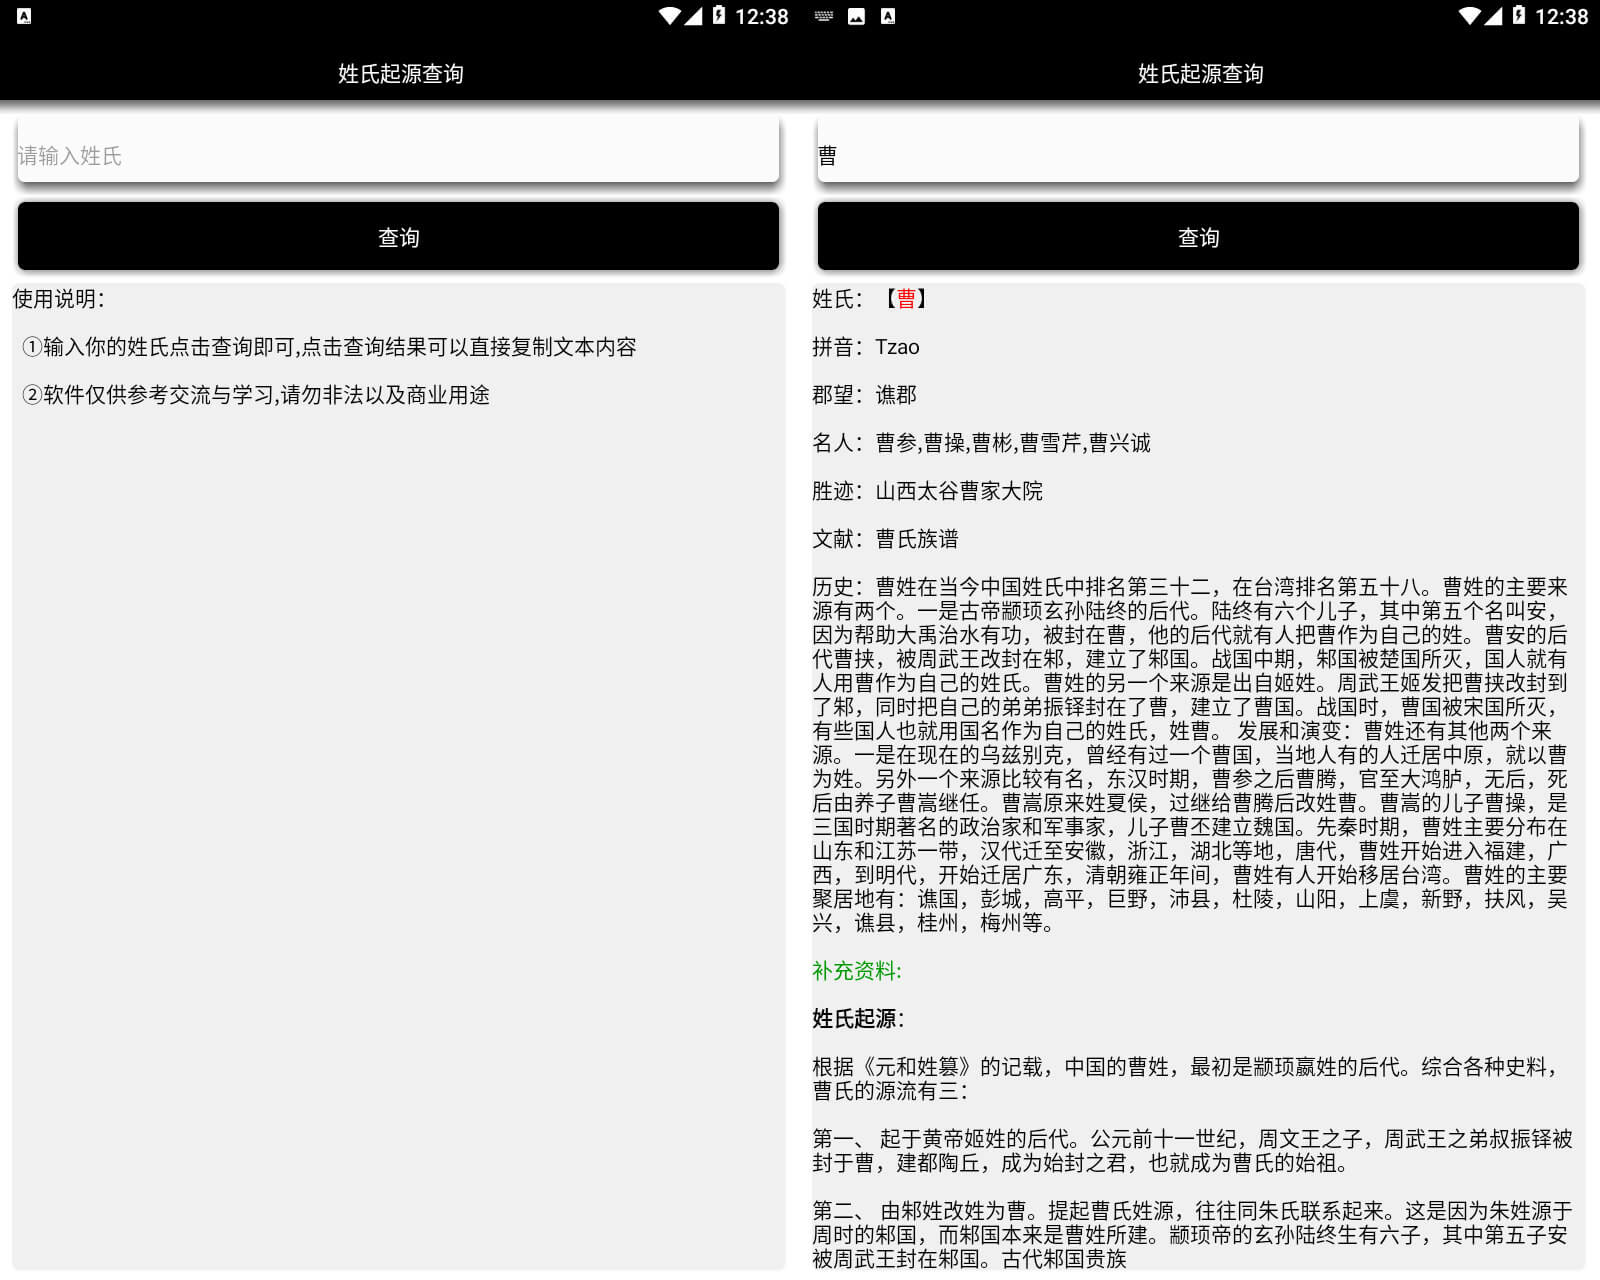 12:38
姓氏起源查询
请输入姓氏
查询
使用说明：
①输入你的姓氏点击查询即可,点击查询结果可以直接复制文本内容
②软件仅供参考交流与学习,请勿非法以及商业用途
12:38
姓氏起源查询
曹
查询
姓氏：【曹】
拼音：Tzao
郡望：谯郡
名人：曹参,曹操,曹彬,曹雪芹,曹兴诚
胜迹：山西太谷曹家大院
文献：曹氏族谱
历史：曹姓在当今中国姓氏中排名第三十二，在台湾排名第五十八。曹姓的主要来
源有两个。一是古帝颛顼玄孙陆终的后代。陆终有六个儿子，其中第五个名叫安，
因为帮助大禹治水有功，被封在曹，他的后代就有人把曹作为自己的姓。曹安的后
代曹挟，被周武王改封在邾，建立了邾国。战国中期，邾国被楚国所灭，国人就有
人用曹作为自己的姓氏。曹姓的另一个来源是出自姬姓。周武王姬发把曹挟改封到
了邾，同时把自己的弟弟振铎封在了曹，建立了曹国。战国时，曹国被宋国所灭，
有些国人也就用国名作为自己的姓氏，姓曹。 发展和演变：曹姓还有其他两个来
源。一是在现在的乌兹别克，曾经有过一个曹国，当地人有的人迁居中原，就以曹
为姓。另外一个来源比较有名，东汉时期，曹参之后曹腾，官至大鸿胪，无后，死
后由养子曹嵩继任。曹嵩原来姓夏侯，过继给曹腾后改姓曹。曹嵩的儿子曹操，是
三国时期著名的政治家和军事家，儿子曹丕建立魏国。先秦时期，曹姓主要分布在
山东和江苏一带，汉代迁至安徽，浙江，湖北等地，唐代，曹姓开始进入福建，广
西，到明代，开始迁居广东，清朝雍正年间，曹姓有人开始移居台湾。曹姓的主要
聚居地有：谯国，彭城，高平，巨野，沛县，杜陵，山阳，上虞，新野，扶风，吴
兴，谯县，桂州，梅州等。
补充资料:
姓氏起源：
根据《元和姓篡》的记载，中国的曹姓，最初是颛顼嬴姓的后代。综合各种史料，
曹氏的源流有三：
第一、 起于黄帝姬姓的后代。公元前十一世纪，周文王之子，周武王之弟叔振铎被
封于曹，建都陶丘，成为始封之君，也就成为曹氏的始祖。
第二、 由邾姓改姓为曹。提起曹氏姓源，往往同朱氏联系起来。这是因为朱姓源于
周时的邾国，而邾国本来是曹姓所建。颛顼帝的玄孙陆终生有六子，其中第五子安
被周武王封在邾国。古代邾国贵族